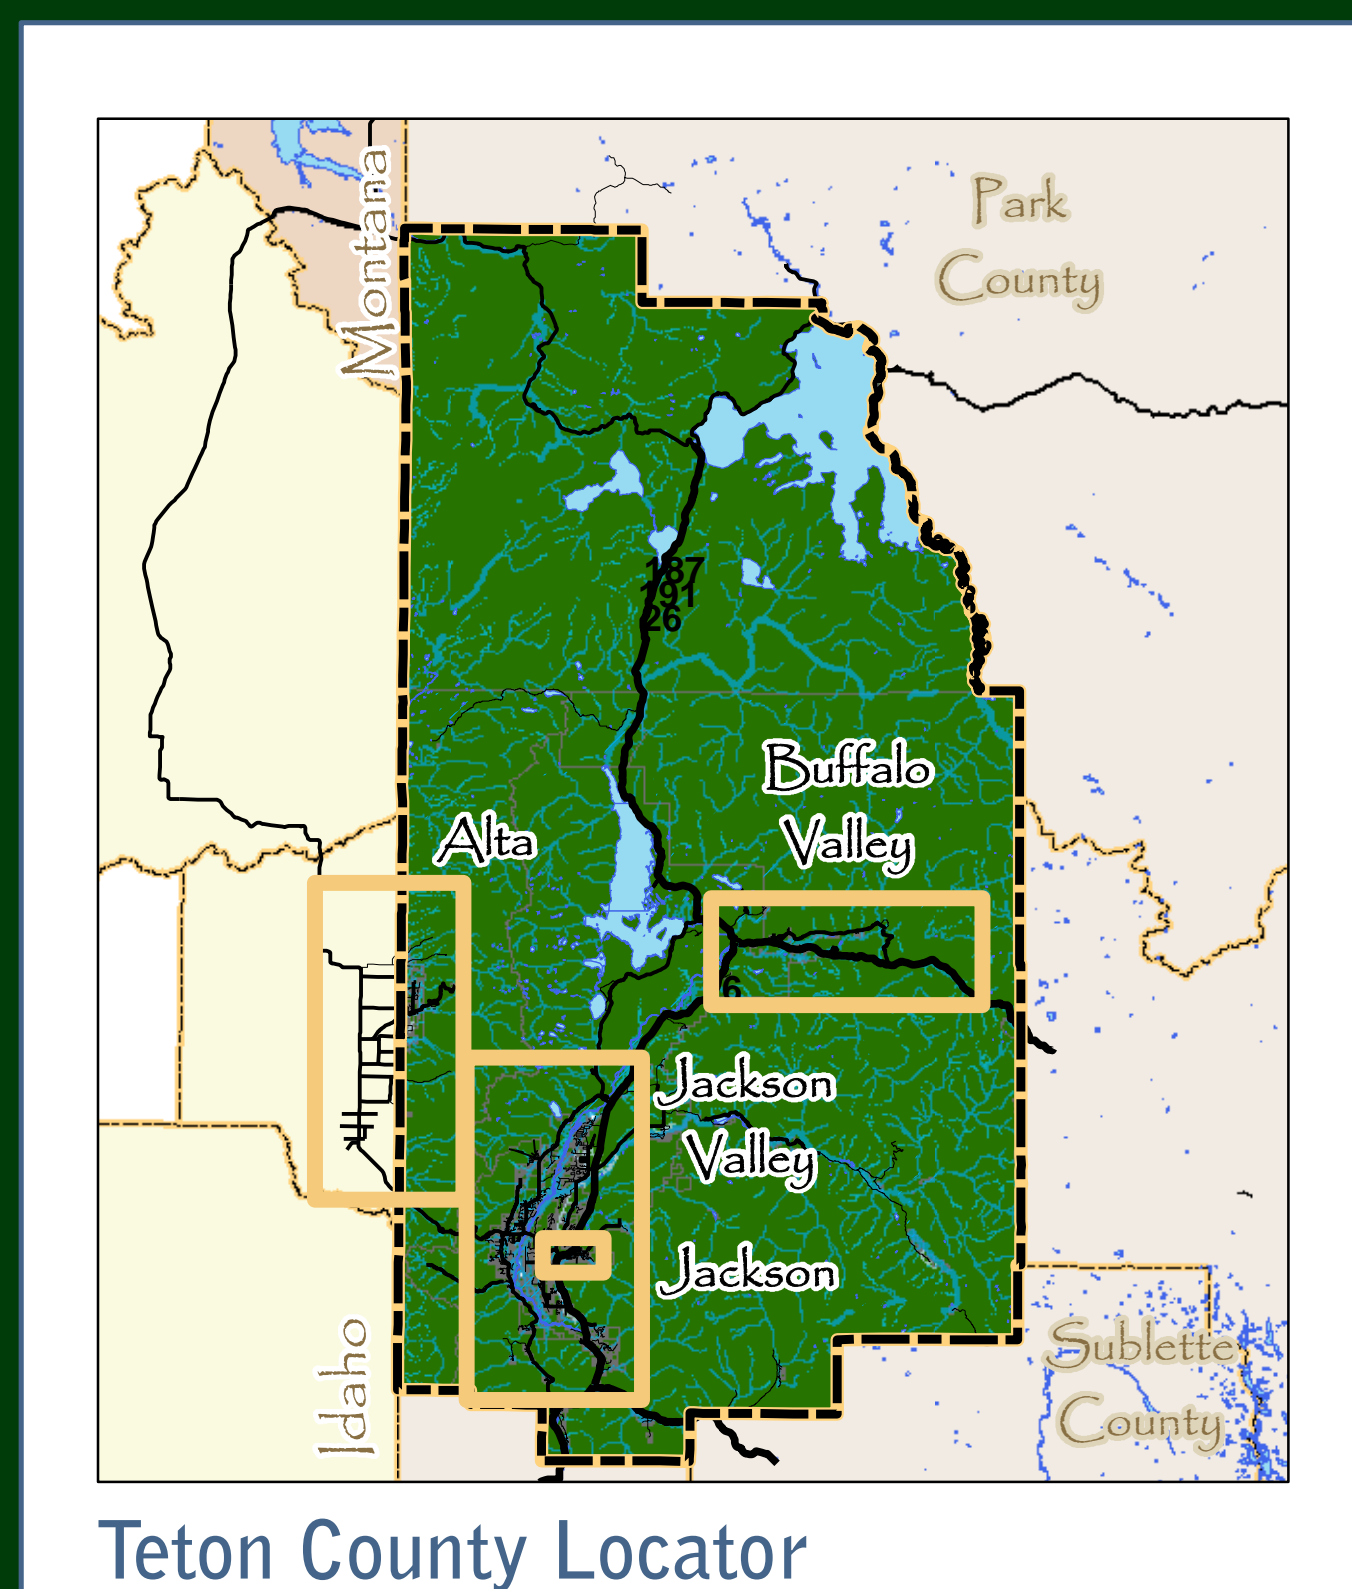 Montana
Park
County
187
191
26
Buffalo
Valley
Alta
6
Jackson
Valley
Jackson
Idaho
Sublette
County
Teton County Locator